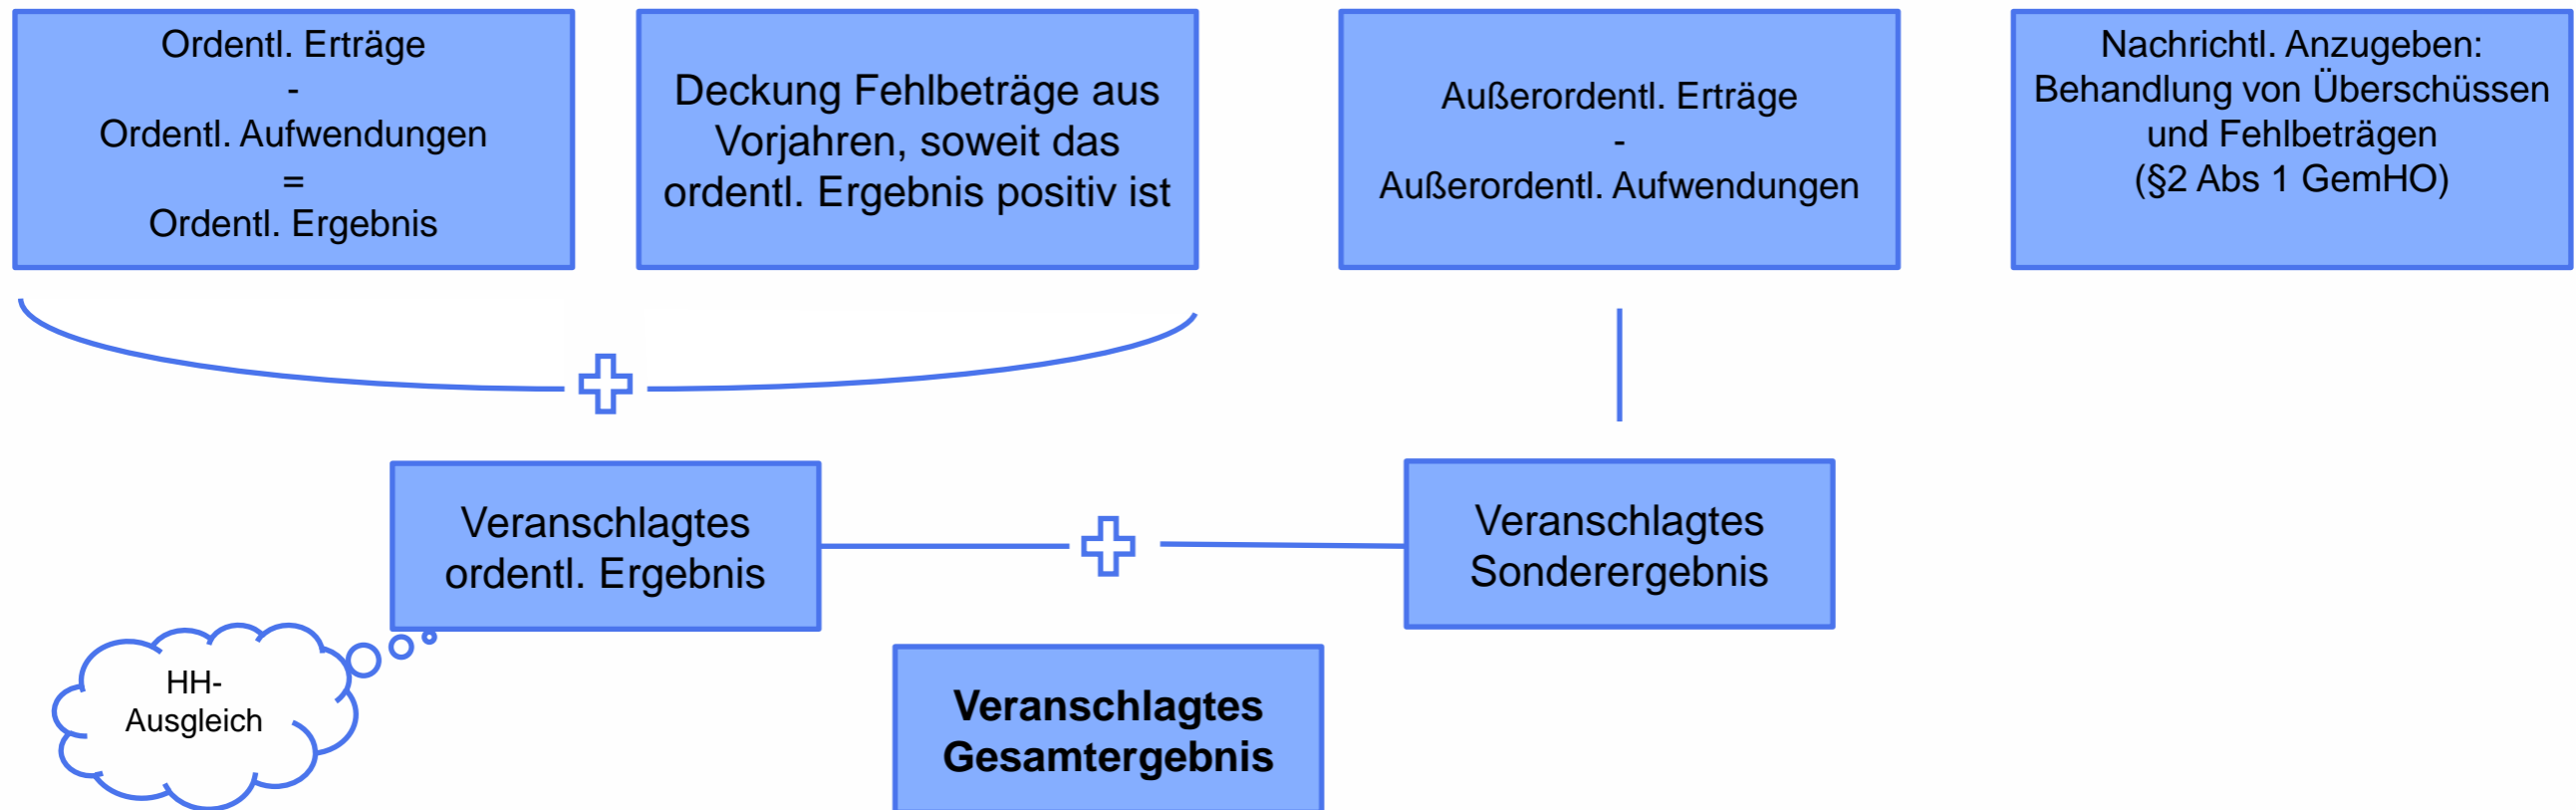 Ordentl. Erträge
-
Ordentl. Aufwendungen
=
Ordentl. Ergebnis
Deckung Fehlbeträge aus
Vorjahren, soweit das
ordentl. Ergebnis positiv ist
Außerordentl. Erträge
-
Außerordentl. Aufwendungen
Nachrichtl. Anzugeben:
Behandlung von Überschüssen
und Fehlbeträgen
(§2 Abs 1 GemHO)
Veranschlagtes
ordentl. Ergebnis
Veranschlagtes
Sonderergebnis
HH-
Ausgleich
Veranschlagtes
Gesamtergebnis